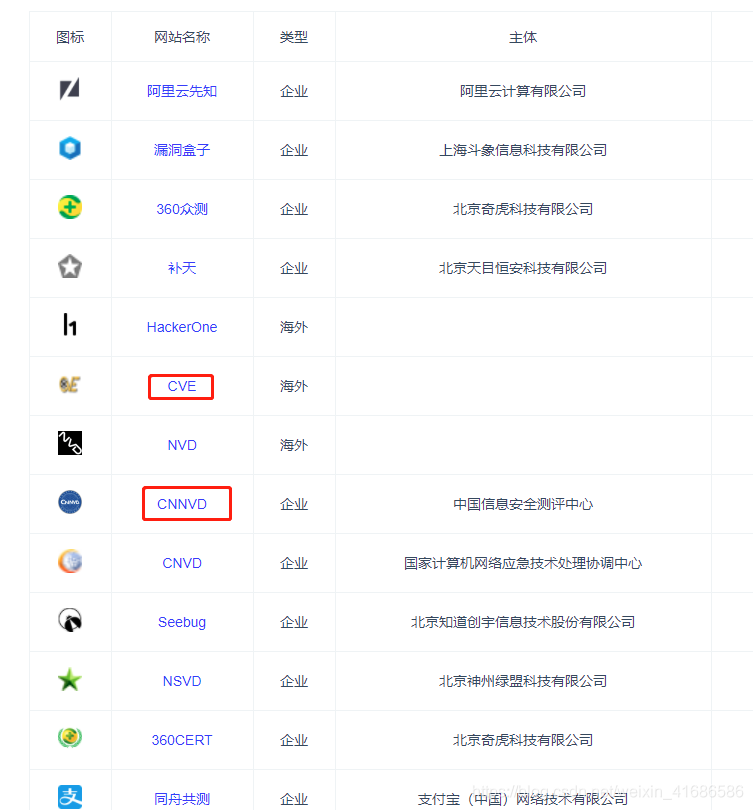 图标 网站名称 类型 主体
阿里云先知 企业 阿里云计算有限公司
漏洞盒子 企业 上海斗象信息科技有限公司
360众测 企业 北京奇虎科技有限公司
补天 企业 北京天目恒安科技有限公司
h1 HackerOne 海外
CVE 海外
NVD NVD 海外
CNNVD CNNVD 企业 中国信息安全测评中心
CNVD 企业 国家计算机网络应急技术处理协调中心
Seebug 企业 北京知道创宇信息技术股份有限公司
NSVD 企业 北京神州绿盟科技有限公司
360CERT 企业 北京奇虎科技有限公司
支 同舟共测 企业 支付宝（中国）网络技术有限公司
https://blog.csdn.net/weixin_41686586